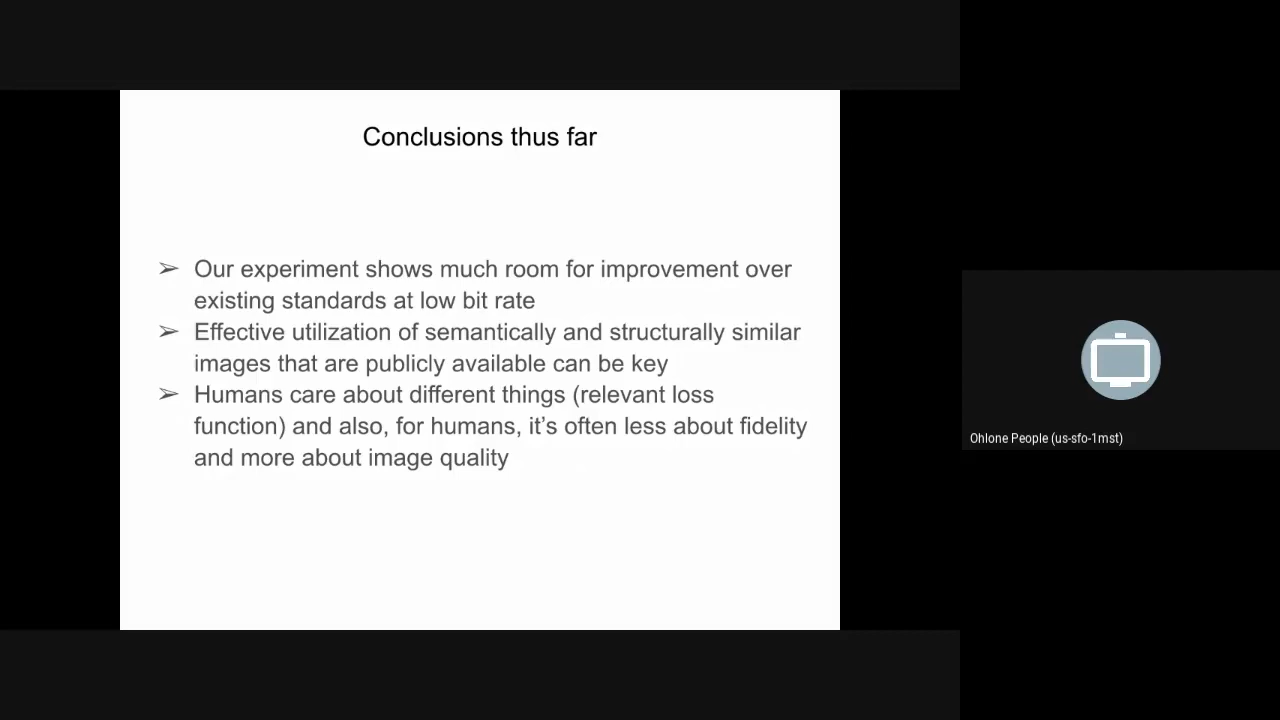 Conclusions thus far
➢ Our experiment shows much room for improvement over
existing standards at low bit rate
➢ Effective utilization of semantically and structurally similar
images that are publicly available can be key
➢ Humans care about different things (relevant loss
function) and also, for humans, it’s often less about fidelity
and more about image quality
Ohlone People (us-sfo-1mst)